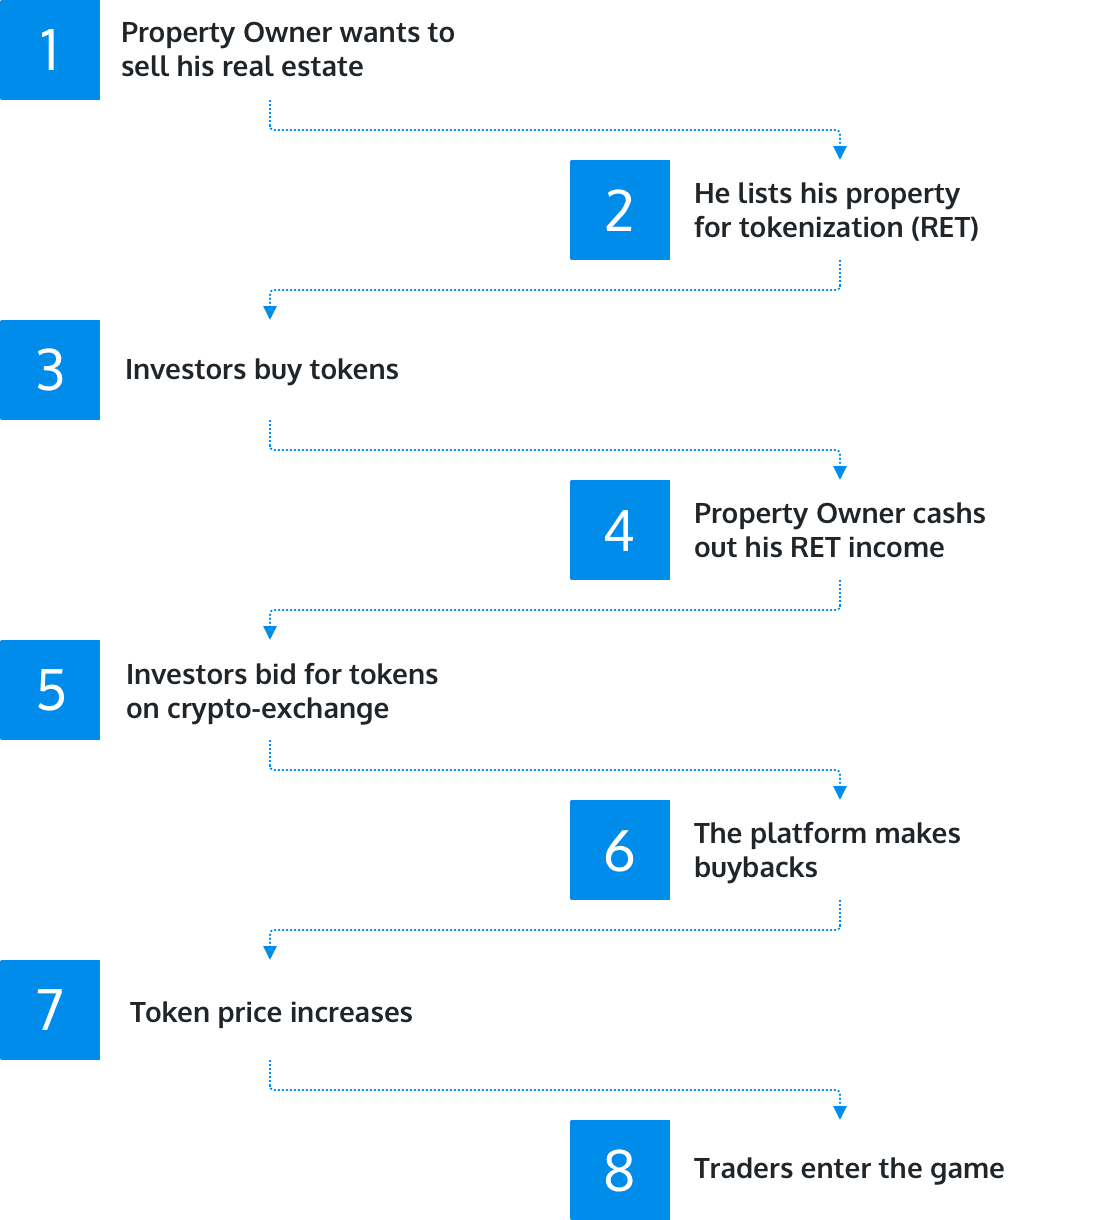 1
Property Owner wants to
sell his real estate
2
He lists his property
for tokenization (RET)
3
Investors buy tokens
4
Property Owner cashs
out his RET income
5
Investors bid for tokens
on crypto-exchange
6
The platform makes
buybacks
7
Token price increases
8
Traders enter the game